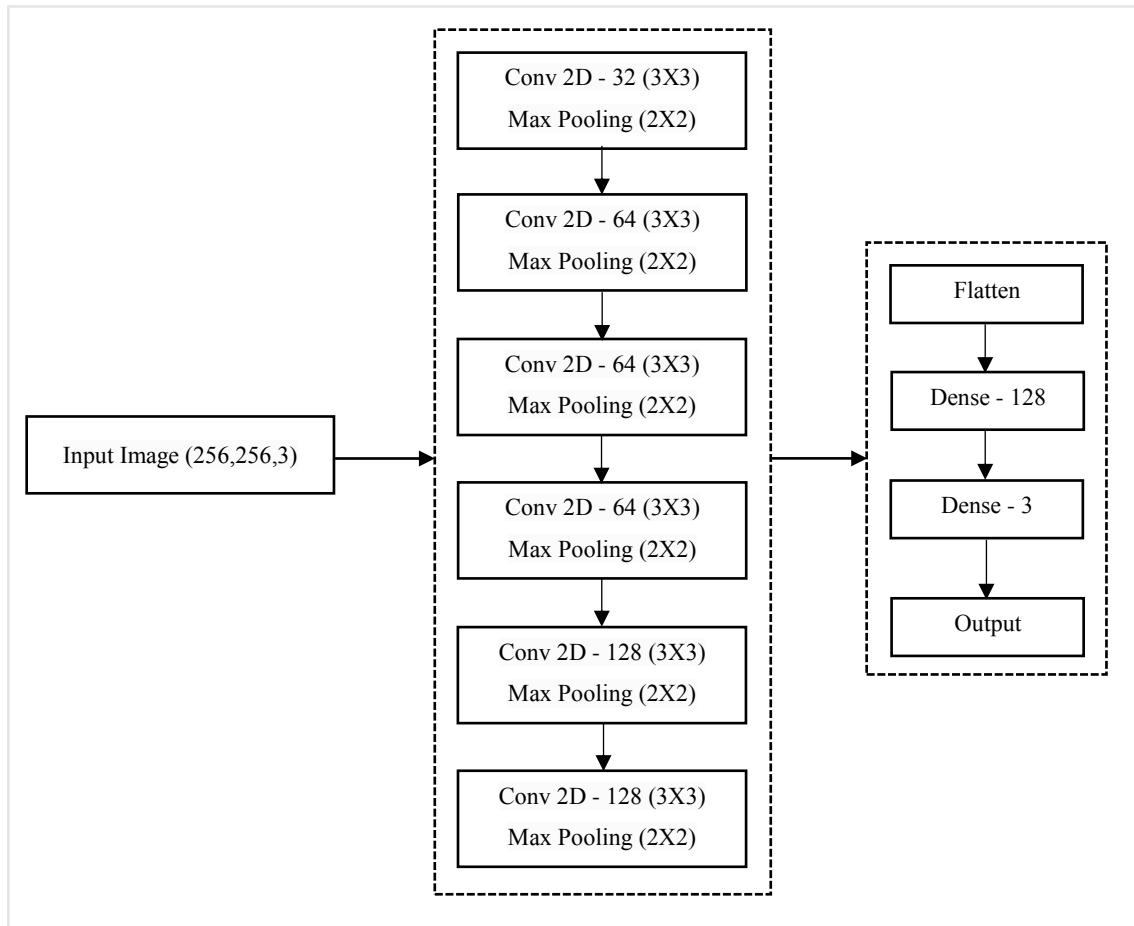 Input Image (256,256,3)
Conv 2D - 32 (3X3)
Max Pooling (2X2)
Conv 2D - 64 (3X3)
Max Pooling (2X2)
Conv 2D - 64 (3X3)
Max Pooling (2X2)
Conv 2D - 64 (3X3)
Max Pooling (2X2)
Conv 2D - 128 (3X3)
Max Pooling (2X2)
Conv 2D - 128 (3X3)
Max Pooling (2X2)
Flatten
Dense - 128
Dense - 3
Output